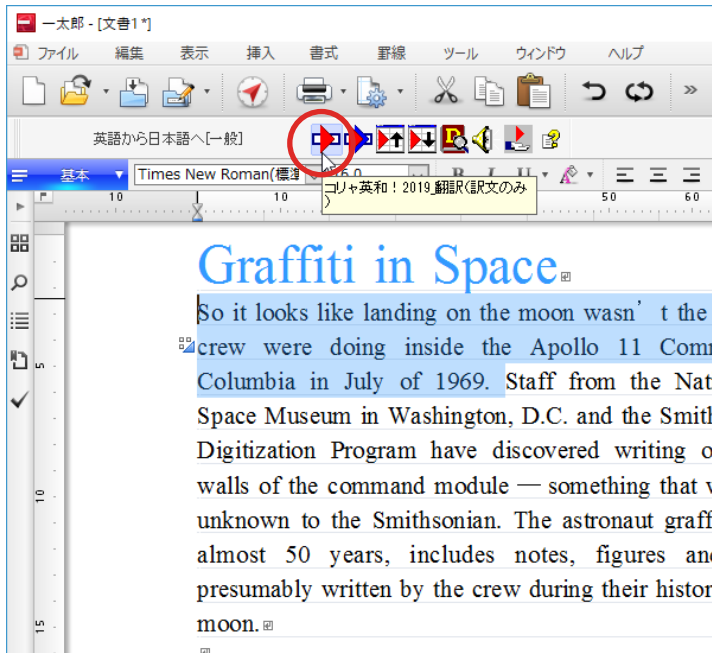 一太郎 - [文書1 *]
ファイル 編集 表示 挿入 書式 罫線 ツール ウィンドウ ヘルプ
英語から日本語へ[一般]
基本 Times New Roman(標準 16.0 B I U
コリャ英和！2019_翻訳(訳文のみ
)
10 10 50 60
Graffiti in Space
So it looks like landing on the moon wasn’t the
crew were doing inside the Apollo 11
Columbia in July of 1969. Staff from the
Space Museum in Washington, D.C. and the
Digitization Program have discovered writing
walls of the command module — something that
unknown to the Smithsonian. The astronaut
almost 50 years, includes notes, figures
presumably written by the crew during their
moon.
5
10
15